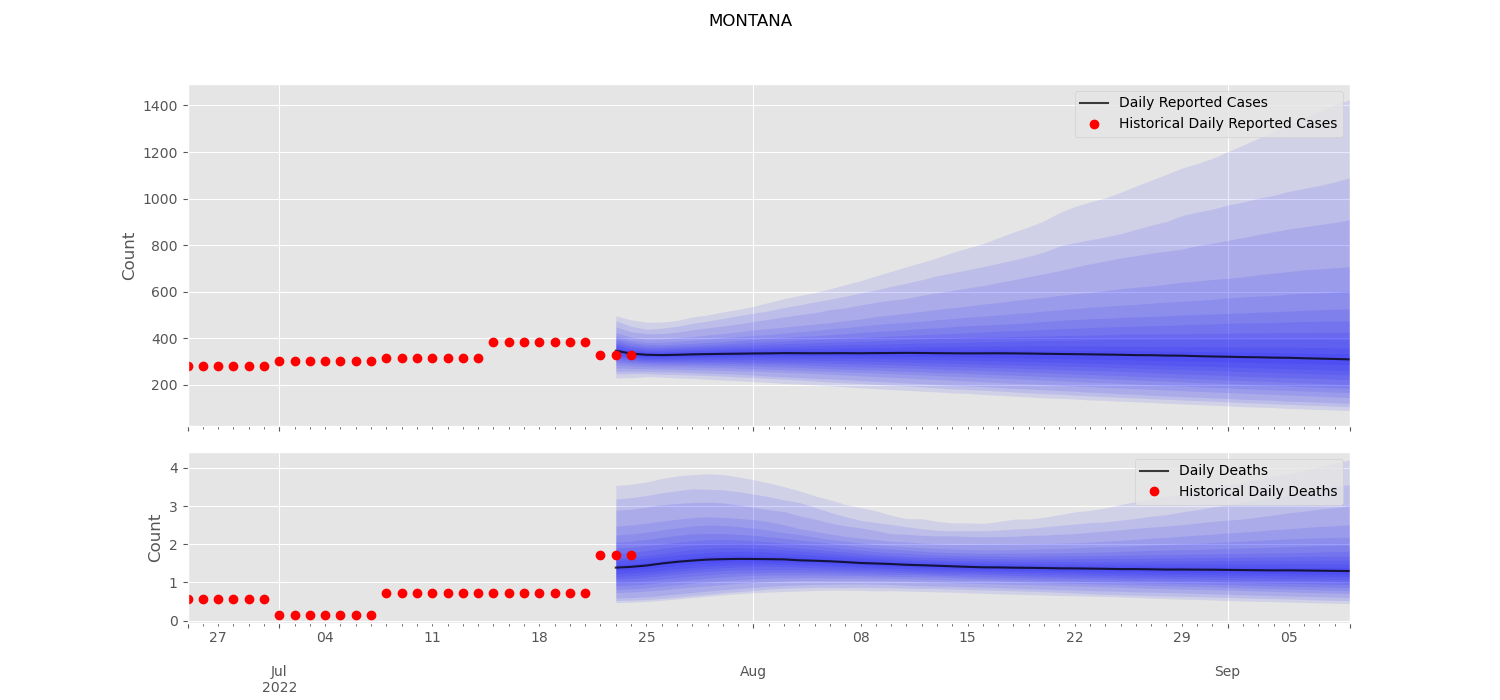 MONTANA
Daily Reported Cases
Historical Daily Reported Cases
1400
1200
1000
800
600
400
200
Count
Daily Deaths
Historical Daily Deaths
4
3
2
1
0
Count
27 04 11 18 25 08 15 22 29 05
Jul Aug Sep
2022